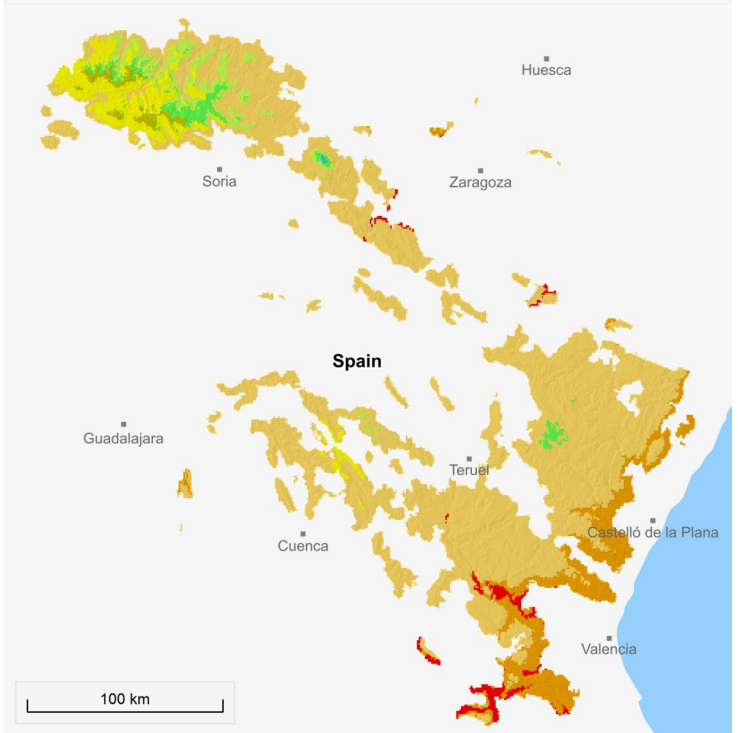 Huesca
Soria
Zaragoza
Spain
Guadalajara
Teruel
Castelló de la Plana
Cuenca
Valencia
100 km